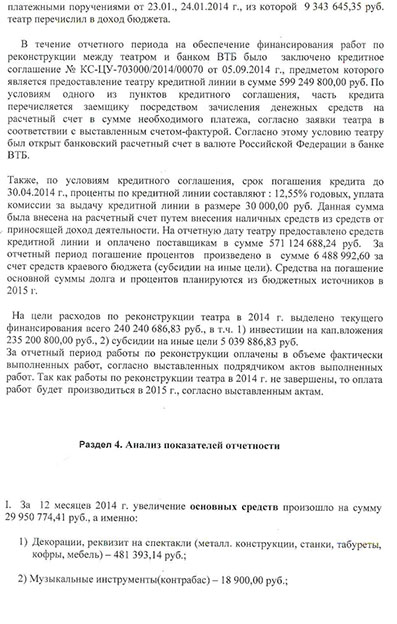 платежными поручениями от 23.01., 24.01.2014 г., из которой 9 343 645,35 руб.
театр перечислил в доход бюджета.
В течение отчетного периода на обеспечение финансирования работ по
реконструкции между театром и банком ВТБ было заключено кредитное
соглашение № КС-ЦУ-703000/2014/00070 от 05.09.2014 г., предметом которого
является предоставление театру кредитной линии в сумме 599 249 800,00 руб. По
условиям одного из пунктов кредитного соглашения, часть кредита
перечисляется заемщику посредством зачисления денежных средств на
расчетный счет в сумме необходимого платежа, согласно заявки театра в
соответствии с выставленным счетом-фактурой. Согласно этому условию театру
был открыт банковский расчетный счет в валюте Российской Федерации в банке
ВТБ.
Также, по условиям кредитного соглашения, срок погашения кредита до
30.04.2014 г., проценты по кредитной линии составляют : 12,55% годовых, уплата
комиссии за выдачу кредитной линии в размере 30 000,00 руб. Данная сумма
была внесена на расчетный счет путем внесения наличных средств из средств от
приносящей доход деятельности. На отчетную дату театру предоставлено средств
кредитной линии и оплачено поставщикам в сумме 571 124 688,24 руб. За
отчетный период погашение процентов произведено в сумме 6 488 992,60 за
счет средств краевого бюджета (субсидии на иные цели). Средства на погашение
основной суммы долга и процентов планируются из бюджетных источников в
2015 г.
На цели расходов по реконструкции театра в 2014 г. выделено текущего
финансирования всего 240 240 686,83 руб., в т.ч. 1) инвестиции на кап.вложения
235 200 800,00 руб., 2) субсидии на иные цели 5 039 886,83 руб.
За отчетный период работы по реконструкции оплачены в объеме фактически
выполненных работ, согласно выставленных подрядчиком актов выполненных
работ. Так как работы по реконструкции театра в 2014 г. не завершены, то оплата
работ будет производиться в 2015 г., согласно выставленным актам.
Раздел 4. Анализ показателей отчетности
I. За 12 месяцев 2014 г. увеличение основных средств произошло на сумму
29 950 774,41 руб., а именно:
1) Декорации, реквизит на спектакли (металл. конструкции, станки, табуреты,
кофры, мебель) – 481 393,14 руб.;
2) Музыкальные инструменты(контрабас) – 18 900,00 руб.;